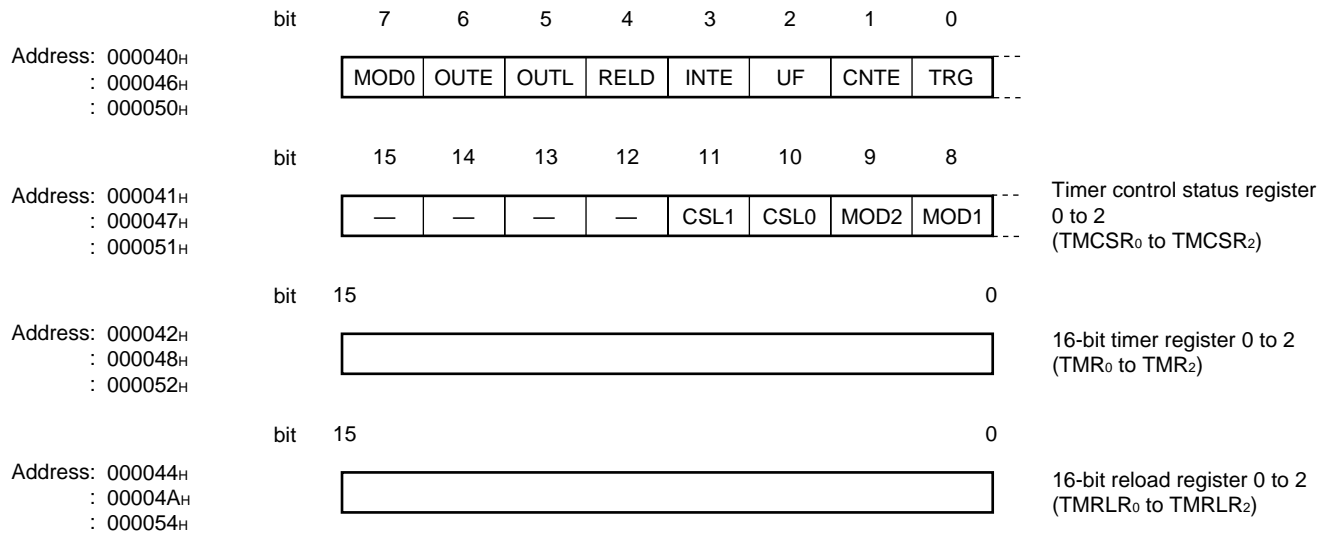 bit 7 6 5 4 3 2 1 0
Address: 000040H
: 000046H
: 000050H
MOD0 OUTE OUTL RELD INTE UF CNTE TRG
bit 15 14 13 12 11 10 9 8
Address: 000041H
: 000047H
: 000051H
— — — — CSL1 CSL0 MOD2 MOD1
Timer control status register
0 to 2
(TMCSR0 to TMCSR2)
bit 15 0
Address: 000042H
: 000048H
: 000052H
16-bit timer register 0 to 2
(TMR0 to TMR2)
bit 15 0
Address: 000044H
: 00004AH
: 000054H
16-bit reload register 0 to 2
(TMRLR0 to TMRLR2)